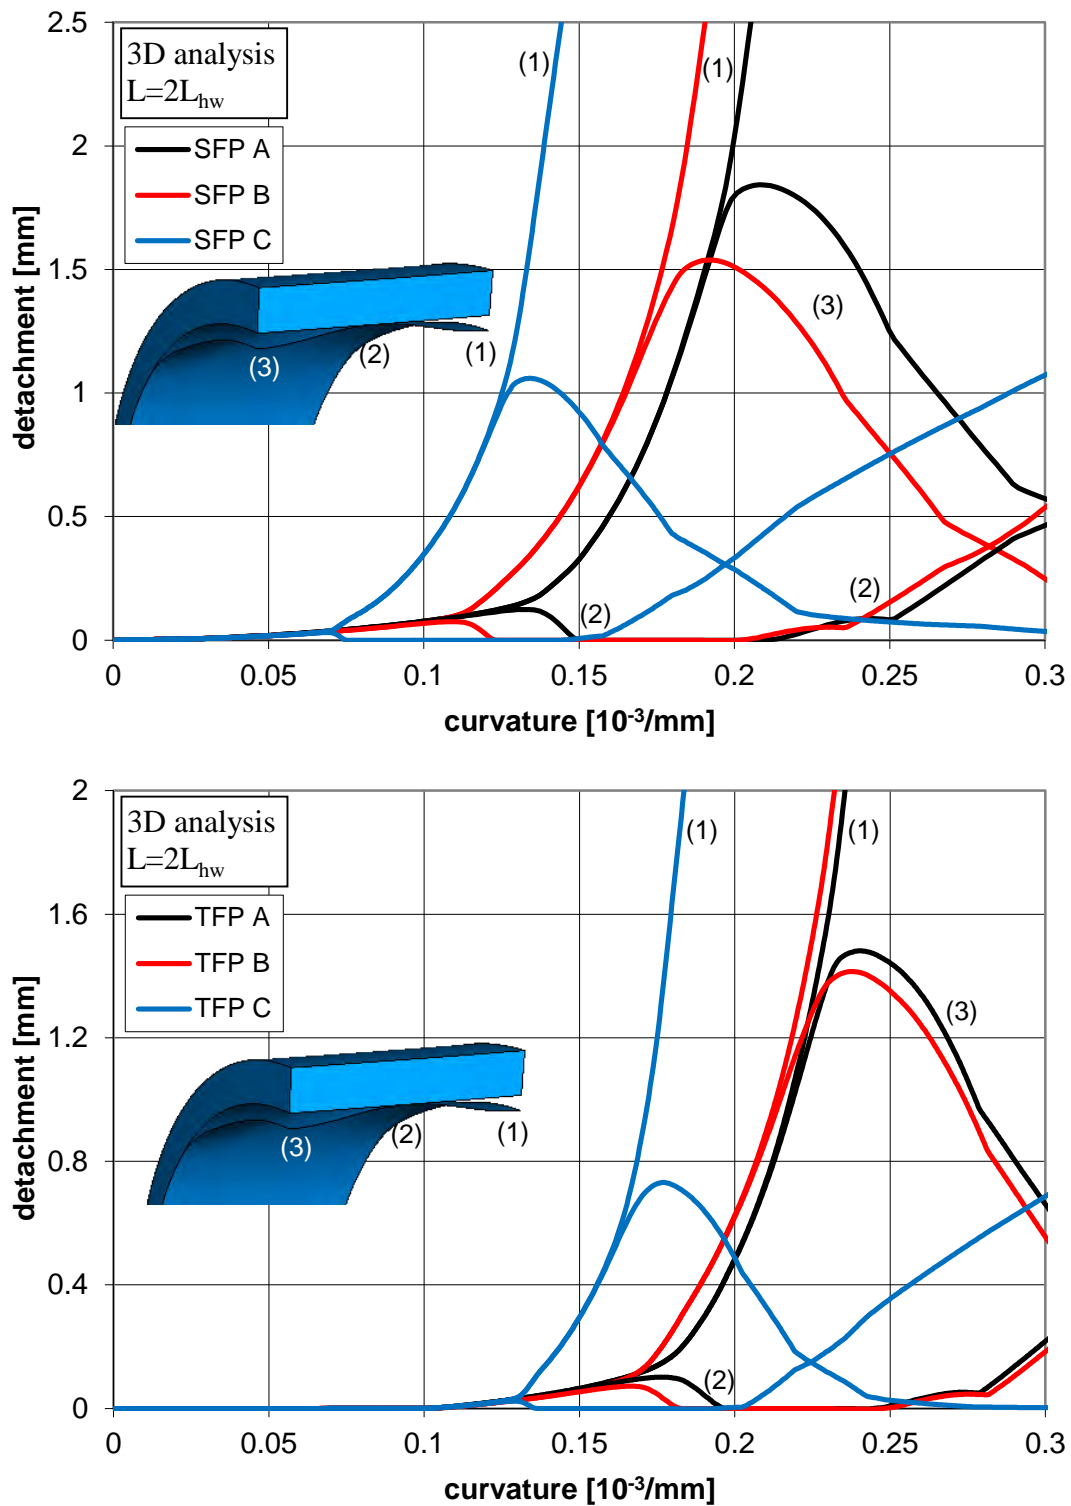 2.5
2
1.5
1
0.5
0
detachment [mm]
3D analysis
L=2Lhw
SFP A
SFP B
SFP C
(1)
(1)
(3)
(2)
(3)
(2)
(1)
(2)
0
0.05
0.1
0.15
0.2
0.25
0.3
curvature [10-3/mm]
2
1.6
1.2
0.8
0.4
0
detachment [mm]
3D analysis
L=2Lhw
TFP A
TFP B
TFP C
(1)
(1)
(3)
(3)
(2)
(1)
(2)
0
0.05
0.1
0.15
0.2
0.25
0.3
curvature [10-3/mm]